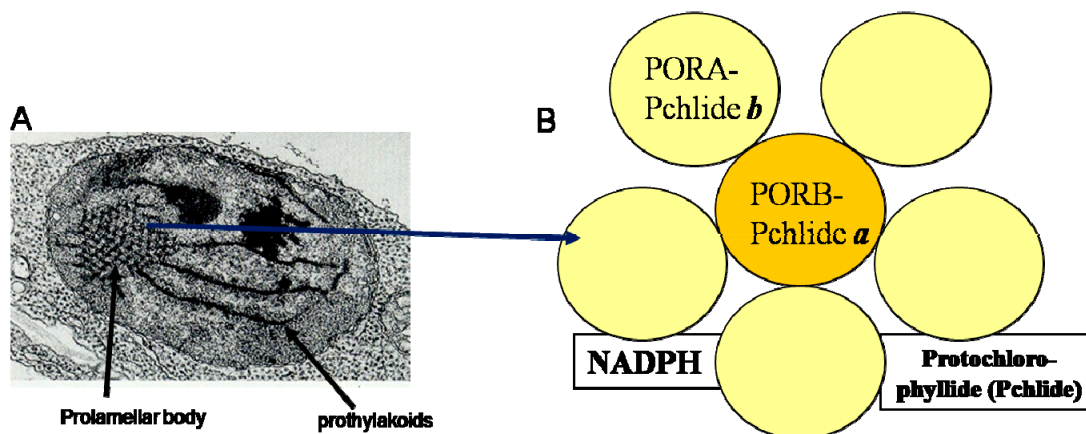 A
Prolamellar body
prothylakoids
B
PORA-
Pchlide b
PORB-
Pchlide a
NADPH
Protochloro-
phyllide (Pchlide)